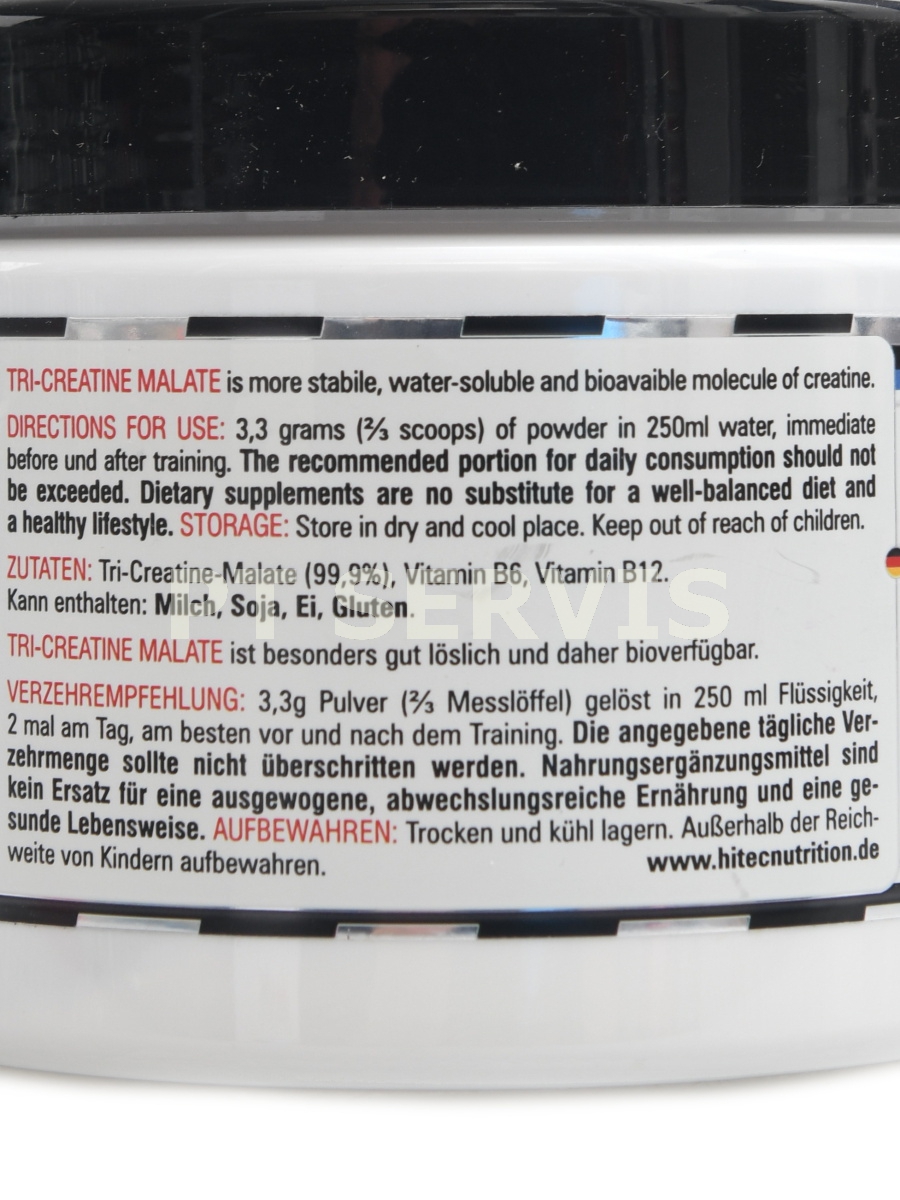 TRI-CREATINE MALATE is more stabile, water-soluble and bioavaible molecule of creatine.
DIRECTIONS FOR USE: 3,3 grams (⅔ scoops) of powder in 250ml water, immediate
before und after training. The recommended portion for daily consumption should not
be exceeded. Dietary supplements are no substitute for a well-balanced diet and
a healthy lifestyle. STORAGE: Store in dry and cool place. Keep out of reach of children.
ZUTATEN: Tri-Creatine-Malate (99,9%), Vitamin B6, Vitamin B12.
Kann enthalten: Milch, Soja, Ei, Gluten.
PT SERVIS
TRI-CREATINE MALATE ist besonders gut löslich und daher bioverfügbar.
VERZEHREMPFEHLUNG: 3,3g Pulver (⅔ Messlöffel) gelöst in 250 ml Flüssigkeit,
2 mal am Tag, am besten vor und nach dem Training. Die angegebene tägliche Ver-
zehrmenge sollte nicht überschritten werden. Nahrungsergänzungsmittel sind
kein Ersatz für eine ausgewogene, abwechslungsreiche Ernährung und eine ge-
sunde Lebensweise. AUFBEWAHREN: Trocken und kühl lagern. Außerhalb der Reich-
weite von Kindern aufbewahren.
www.hitecnutrition.de